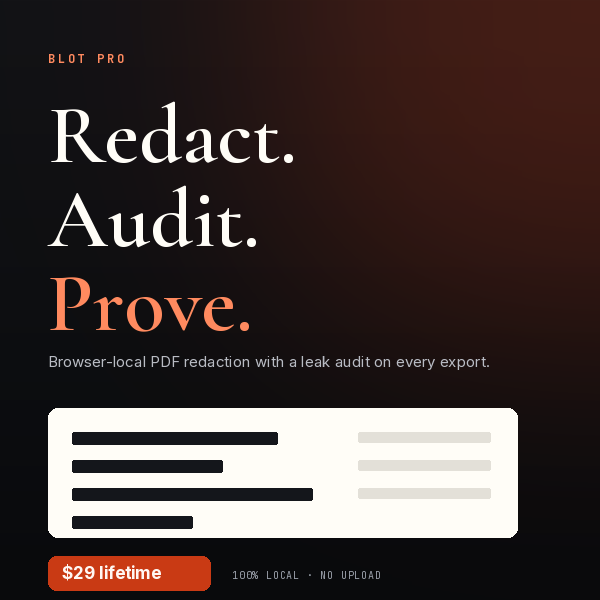 BLOT PRO
Redact.
Audit.
Prove.
Browser-local PDF redaction with a leak audit on every export.
$29 lifetime
100% LOCAL · NO UPLOAD